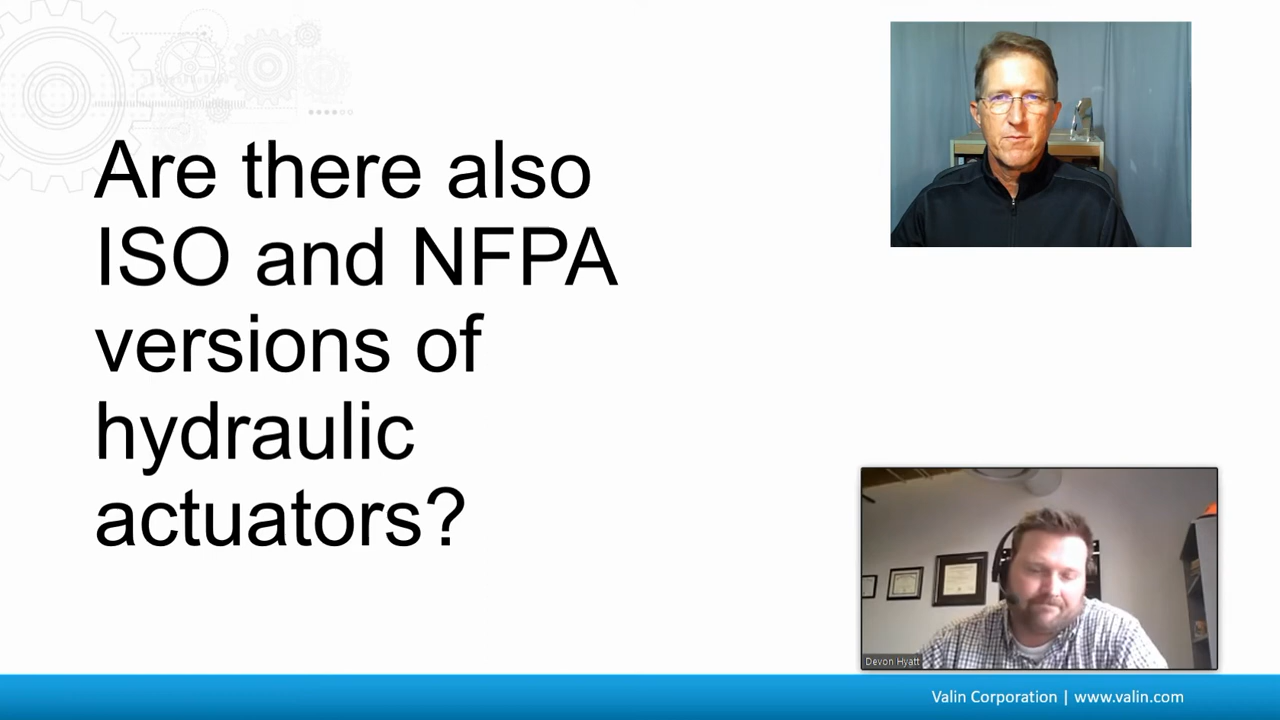 Are there also
ISO and NFPA
versions of
hydraulic
actuators?
Devon Hyatt
Valin Corporation | www.valin.com